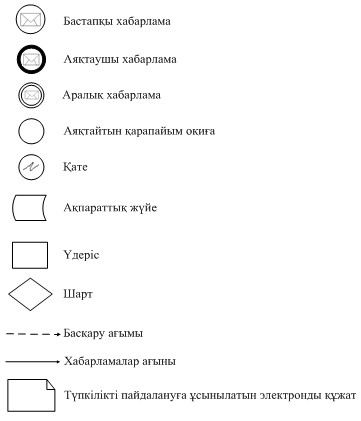 Бастапқы хабарлама
Аяқтаушы хабарлама
Аралық хабарлама
Аяқтайтын қарапайым оқиға
Қате
Ақпараттық жүйе
Үдеріс
Шарт
Басқару ағымы
Хабарламалар ағыны
Түпкілікті пайдалануға ұсынылатын электронды құжат